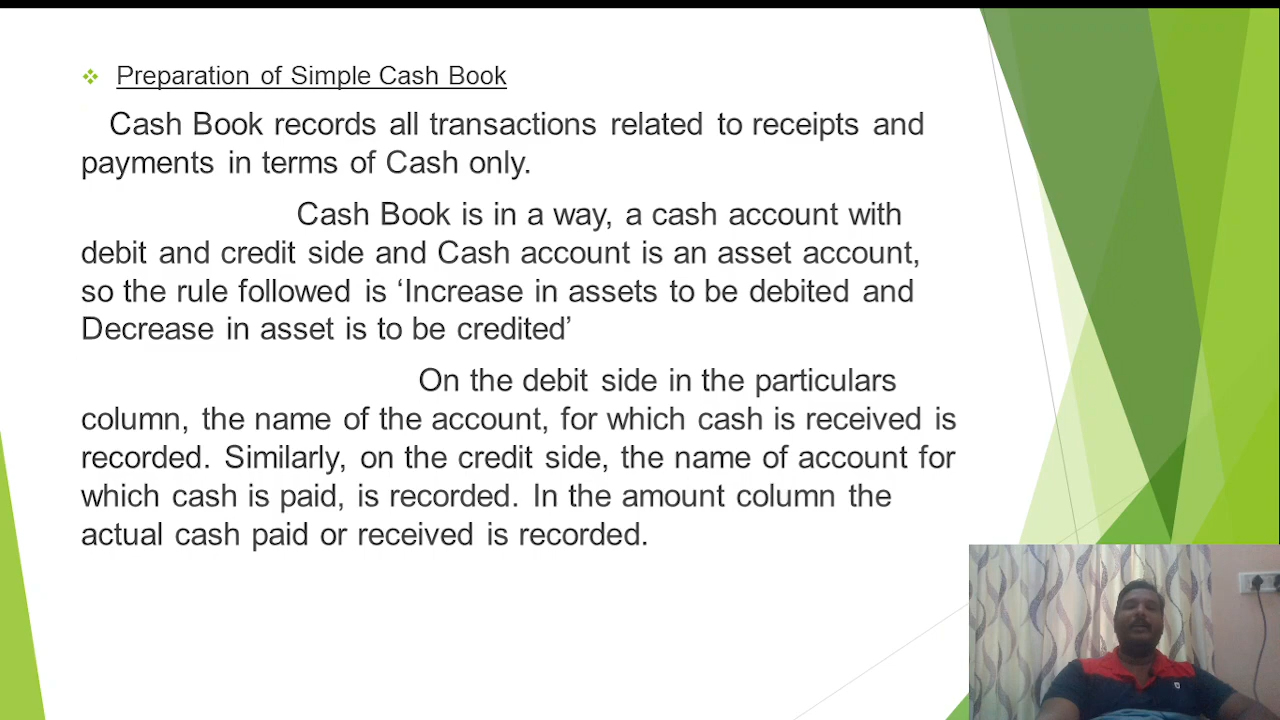 Preparation of Simple Cash Book
Cash Book records all transactions related to receipts and
payments in terms of Cash only.
Cash Book is in a way, a cash account with
debit and credit side and Cash account is an asset account,
so the rule followed is ‘Increase in assets to be debited and
Decrease in asset is to be credited’
On the debit side in the particulars
column, the name of the account, for which cash is received is
recorded. Similarly, on the credit side, the name of account for
which cash is paid, is recorded. In the amount column the
actual cash paid or received is recorded.